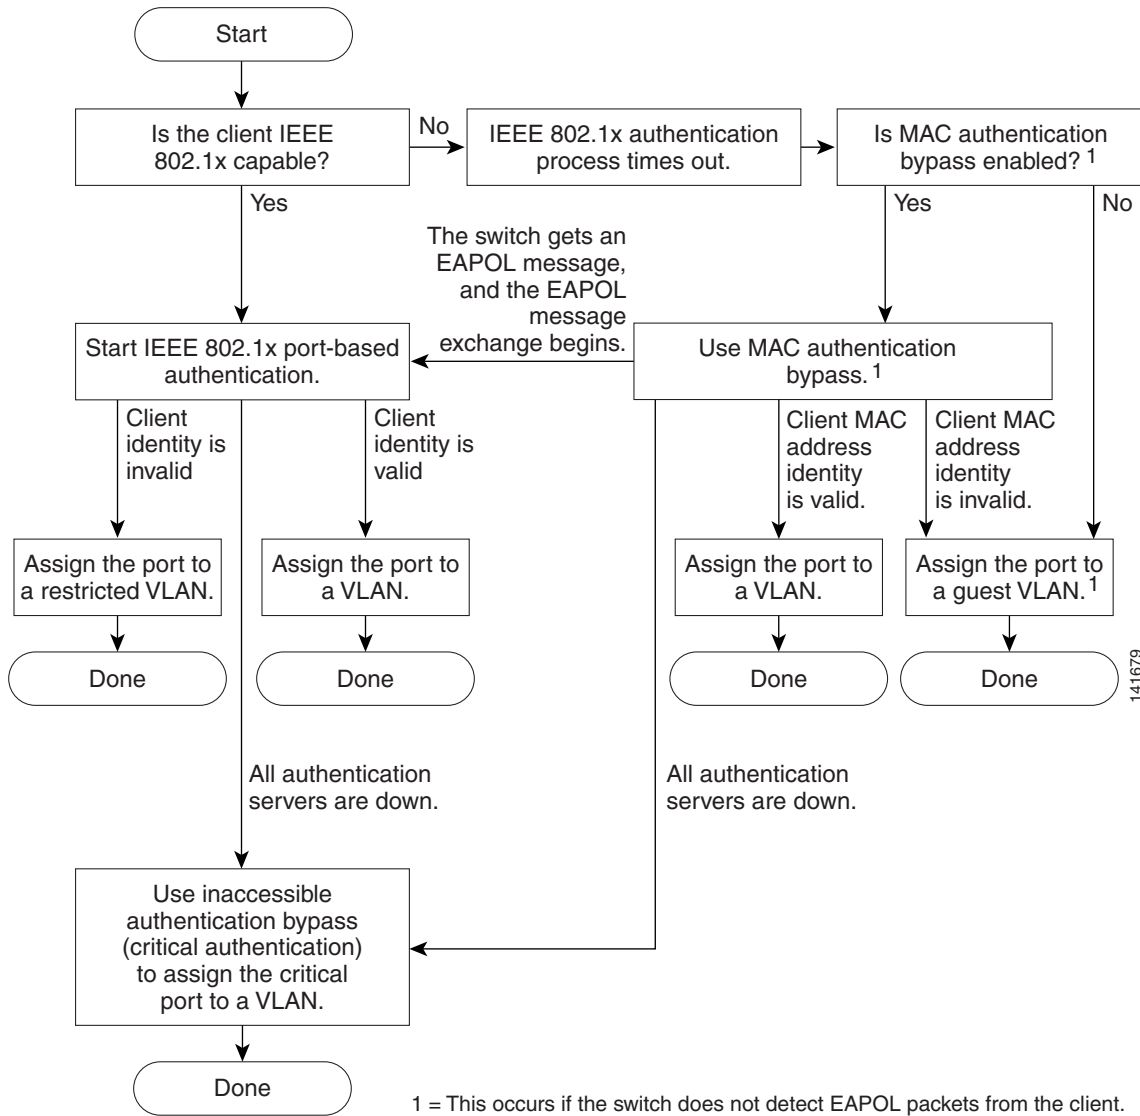 Start
Is the client IEEE
802.1x capable?
No
IEEE 802.1x authentication
process times out.
Is MAC authentication
bypass enabled? 1
Yes
Yes
No
The switch gets an
EAPOL message,
and the EAPOL
message
exchange begins.
Start IEEE 802.1x port-based
authentication.
Use MAC authentication
bypass. 1
Client
identity is
invalid
Client
identity is
valid
Client MAC
address
identity
is valid.
Client MAC
address
identity
is invalid.
Assign the port to
a restricted VLAN.
Assign the port to
a VLAN.
Assign the port to
a VLAN.
Assign the port to
a guest VLAN. 1
Done
Done
Done
Done
141679
All authentication
servers are down.
All authentication
servers are down.
Use inaccessible
authentication bypass
(critical authentication)
to assign the critical
port to a VLAN.
Done
1 = This occurs if the switch does not detect EAPOL packets from the client.